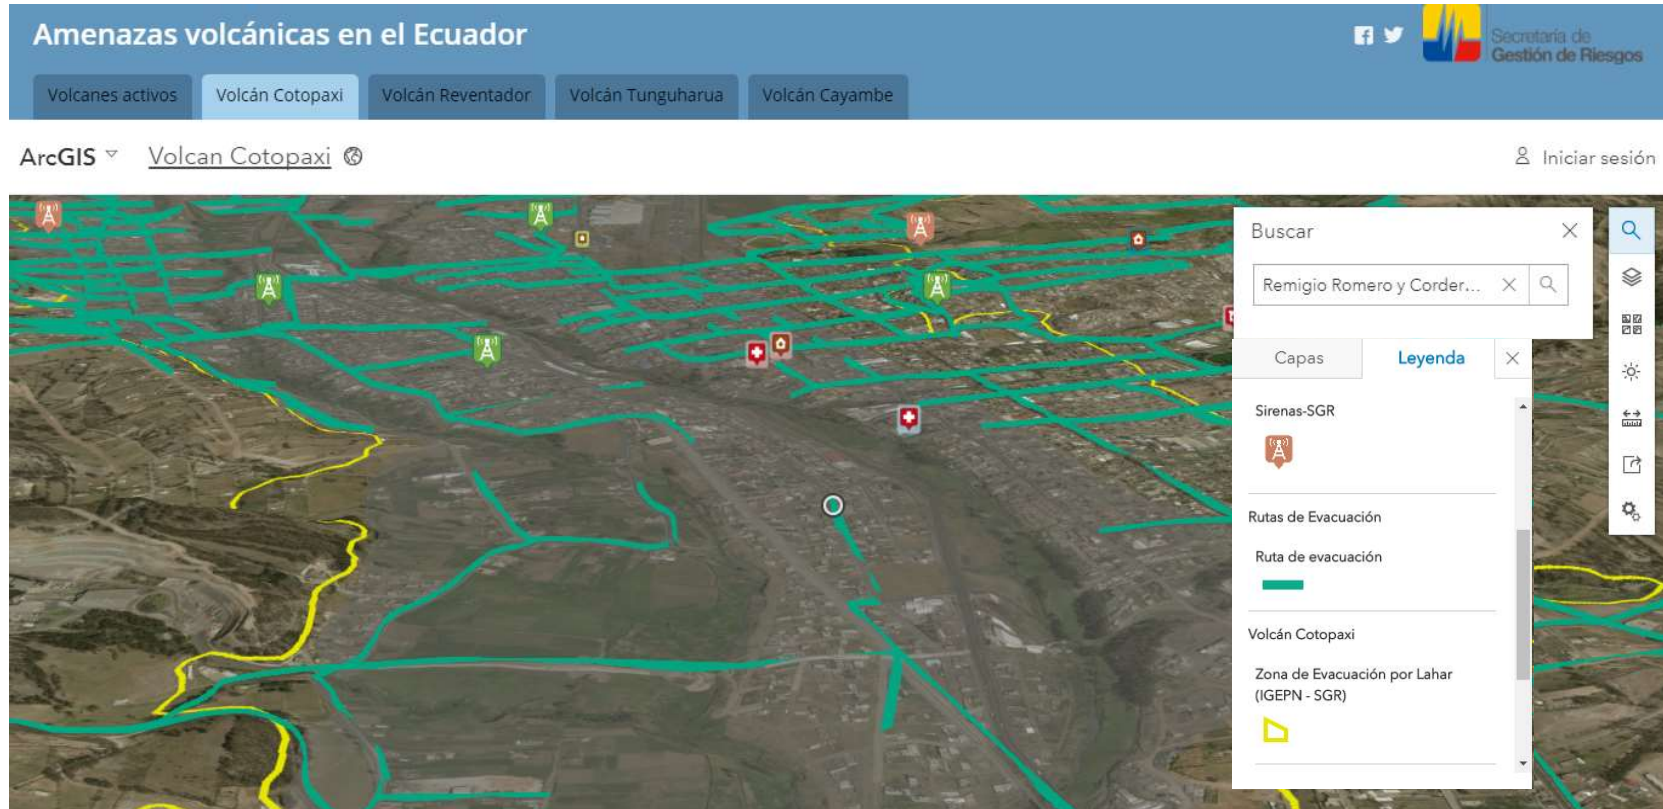 Amenazas volcánicas en el Ecuador
Secretaría de
Gestión de Riesgos
Volcanes activos
Volcán Cotopaxi
Volcán Reventador
Volcán Tunguharua
Volcán Cayambe
ArcGIS
Volcan Cotopaxi
Iniciar sesión
Buscar
Remigio Romero y Corder...
Capas
Leyenda
Sirenas-SGR
Rutas de Evacuación
Ruta de evacuación
Volcán Cotopaxi
Zona de Evacuación por Lahar
(IGEPN - SGR)